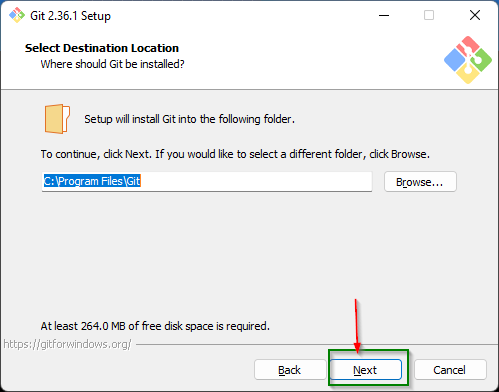 Git 2.36.1 Setup
Select Destination Location
Where should Git be installed?
Setup will install Git into the following folder.
To continue, click Next. If you would like to select a different folder, click Browse.
C:\Program Files\Git
Browse...
At least 264.0 MB of free disk space is required.
https://gitforwindows.org/
Back
Next
Cancel